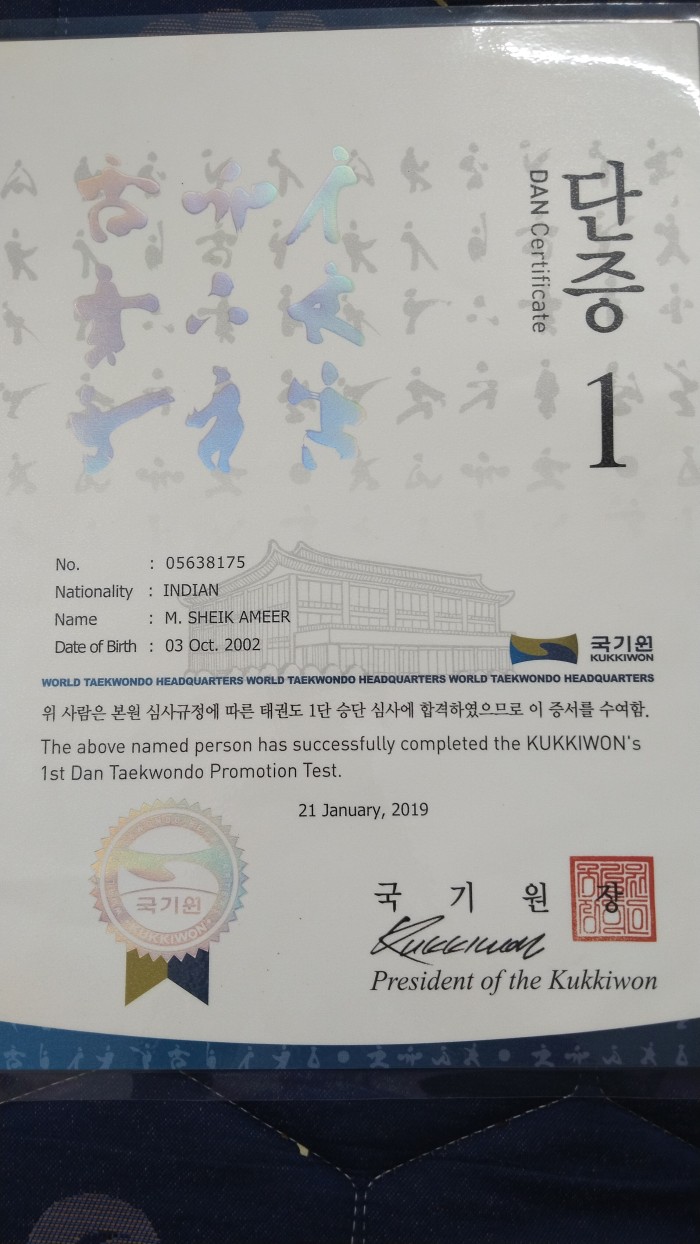 단증
DAN Certificate
1
No. : 05638175
Nationality : INDIAN
Name : M. SHEIK AMEER
Date of Birth : 03 Oct. 2002
국기원
KUKKIWON
WORLD TAEKWONDO HEADQUARTERS WORLD TAEKWONDO HEADQUARTERS WORLD TAEKWONDO HEADQUARTERS
위 사람은 본원 심사규정에 따른 태권도 1단 승단 심사에 합격하였으므로 이 증서를 수여함.
The above named person has successfully completed the KUKKIWON's
1st Dan Taekwondo Promotion Test.
21 January, 2019
국기원
KUKKIWON
국 기 원 장
Kukkiwon
President of the Kukkiwon